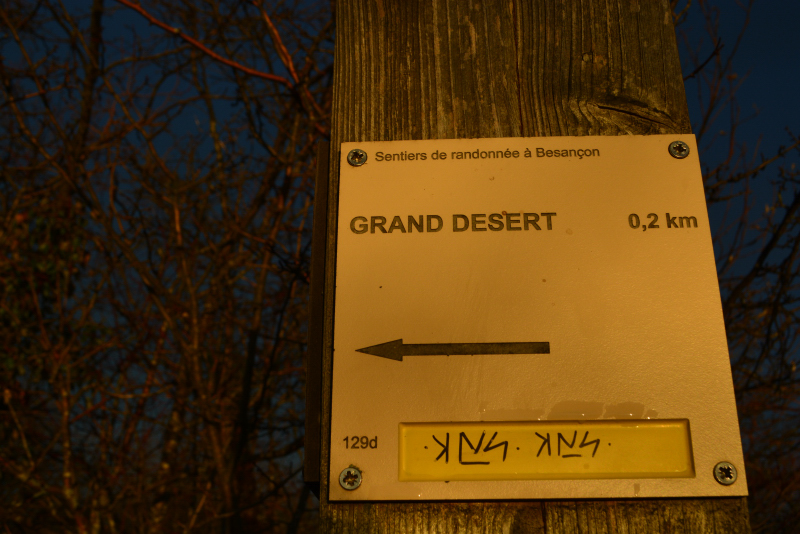 Sentiers de randonnée à Besançon
GRAND DESERT 0,2 km
129d